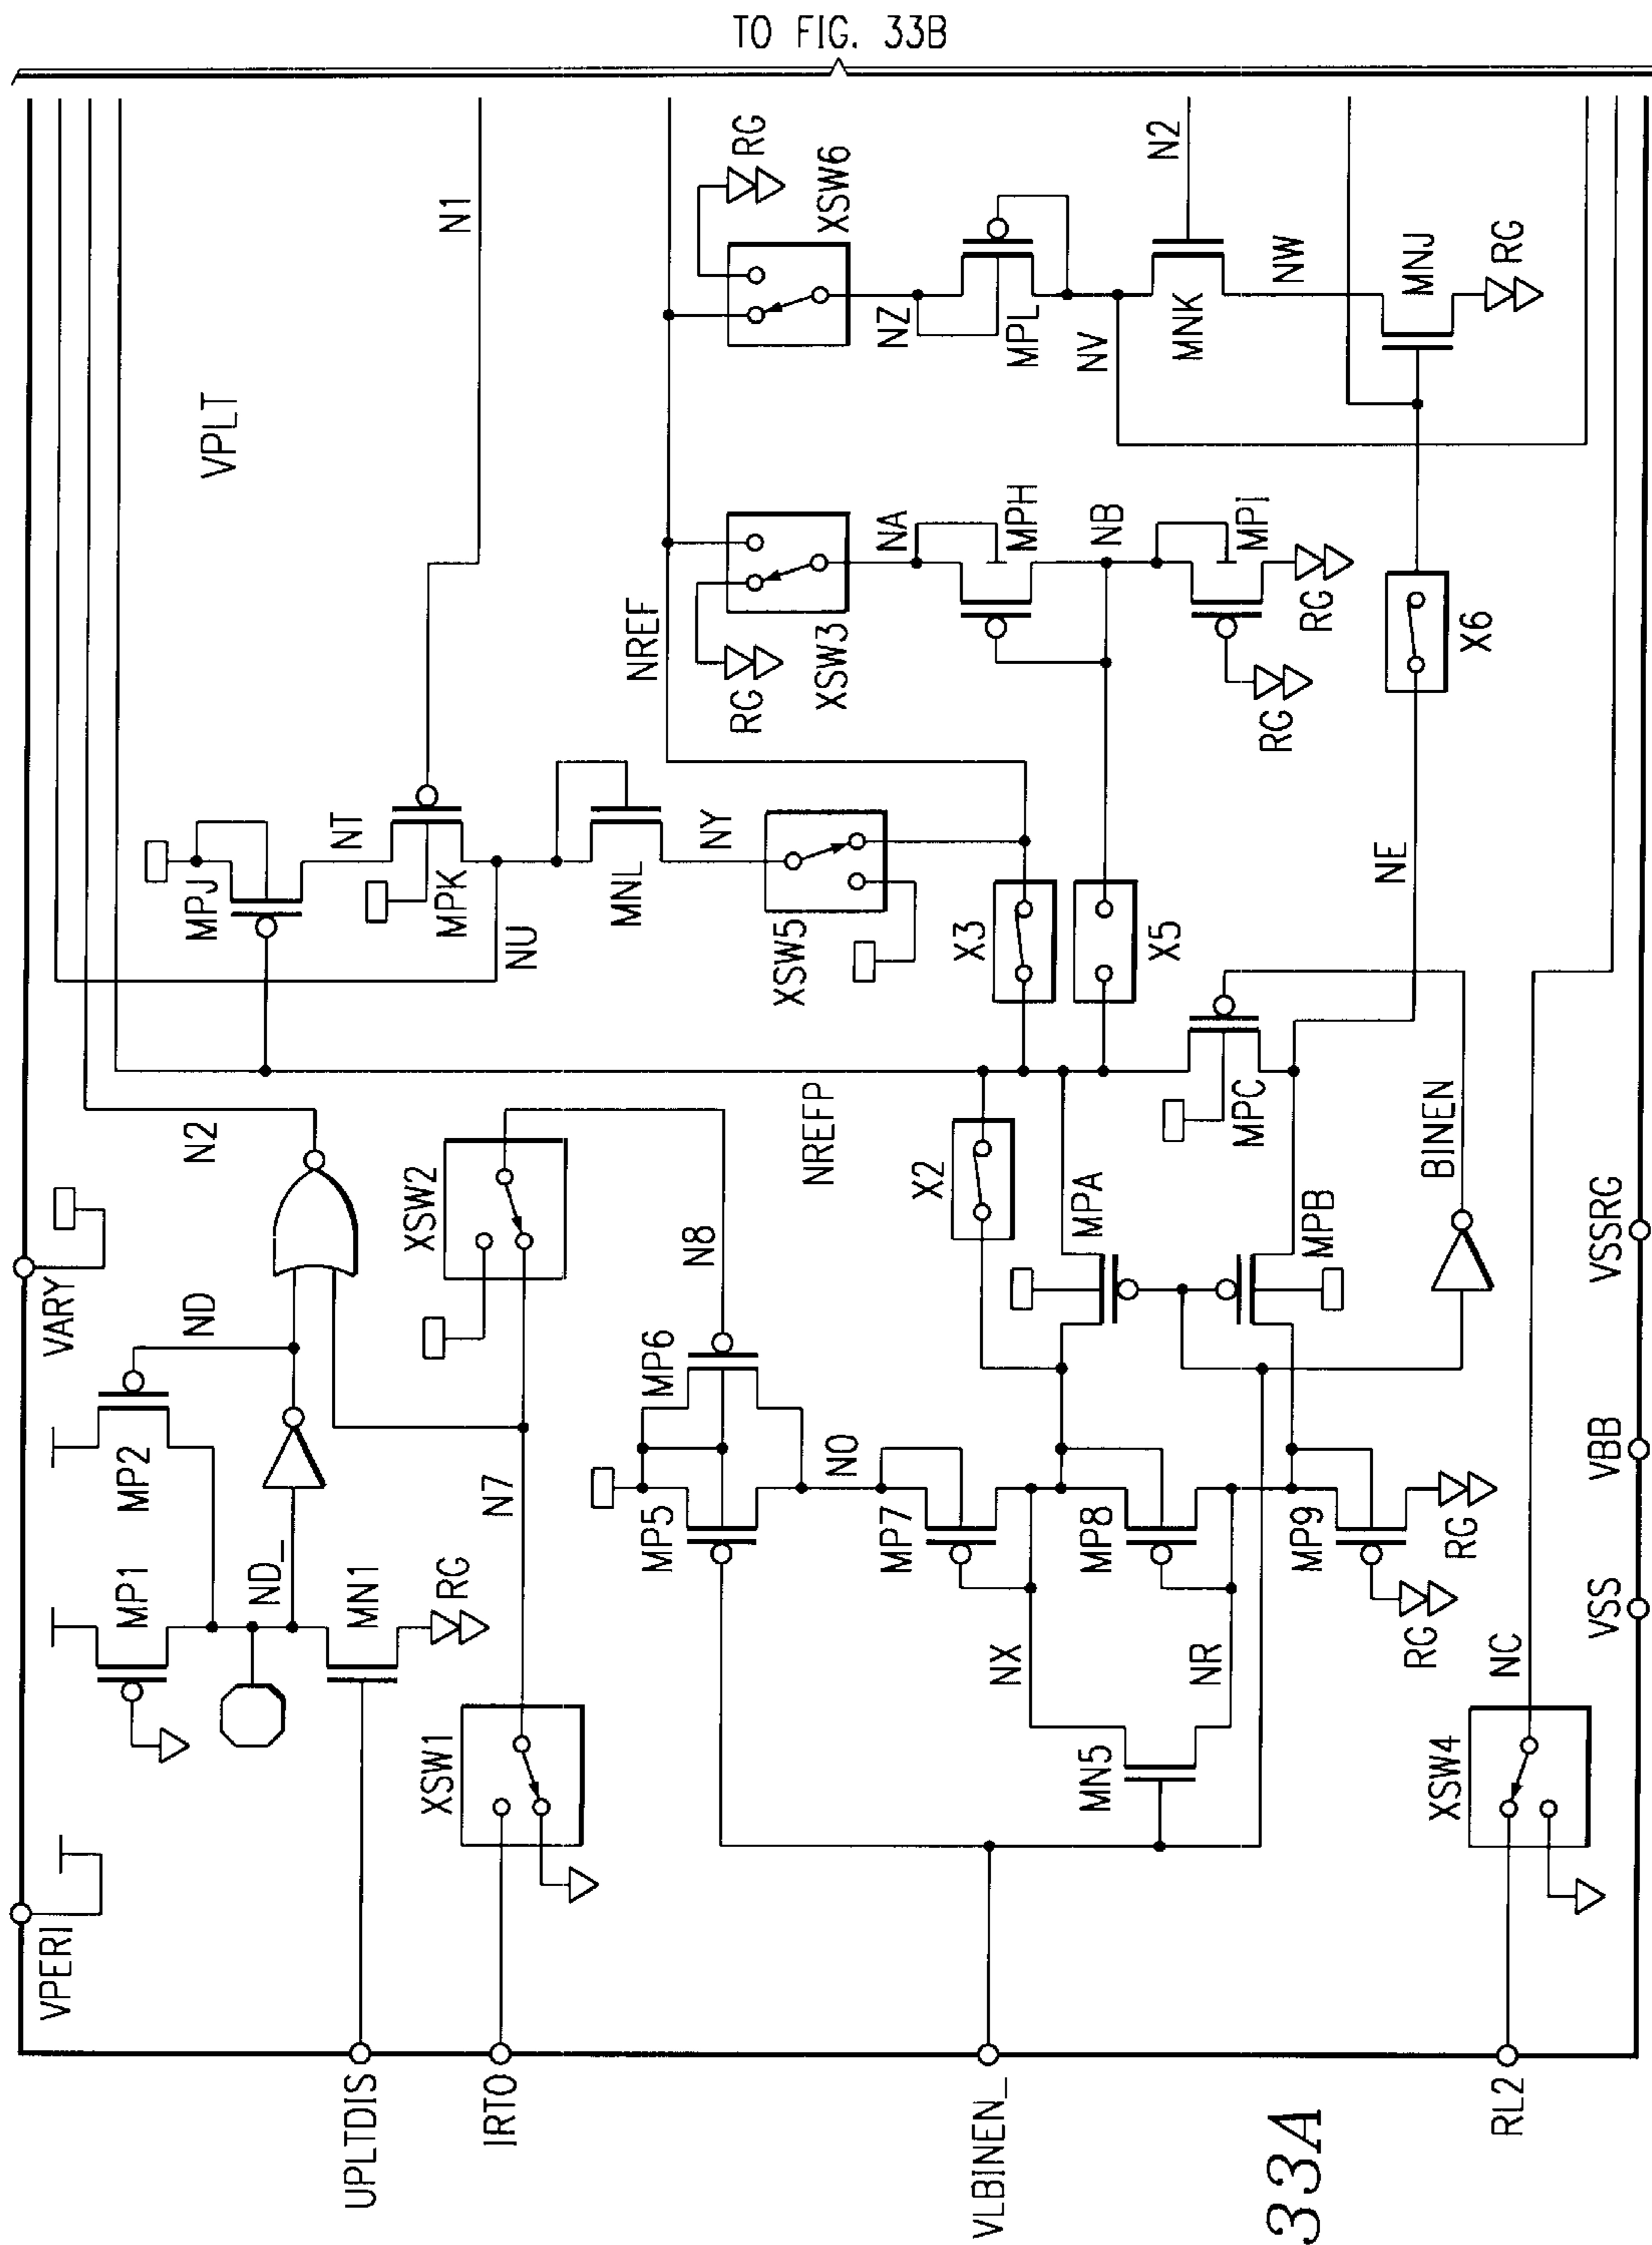 TO FIG. 33B
VPERI
VARY
VPLT
N1
N2
MP1
MP2
ND
ND_
MN1
RG
UPLTDIS
IRTO
XSW1
N7
XSW2
N8
MP5
MP6
NO
MP7
MP8
MP9
NX
NR
MN5
RG
RG
VLBINEN_
MPJ
NT
MPK
NU
MNL
NY
XSW5
NREFP
X2
X3
X5
MPA
MPB
MPC
BINEN
NREF
RG
XSW3
NA
MPH
NB
MPI
RG
RG
RG
XSW6
NZ
MPL
NV
MNK
N2
NW
MNJ
RG
NE
X6
RL2
XSW4
NC
VSS
VBB
VSSRG
33A